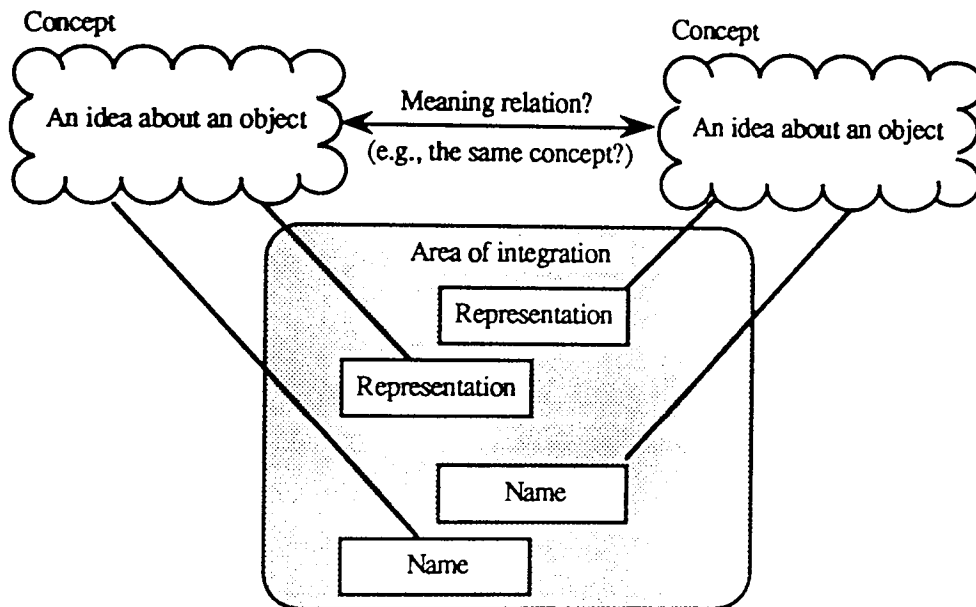 Concept
Concept
An idea about an object
Meaning relation?
(e.g., the same concept?)
An idea about an object
Area of integration
Representation
Representation
Name
Name